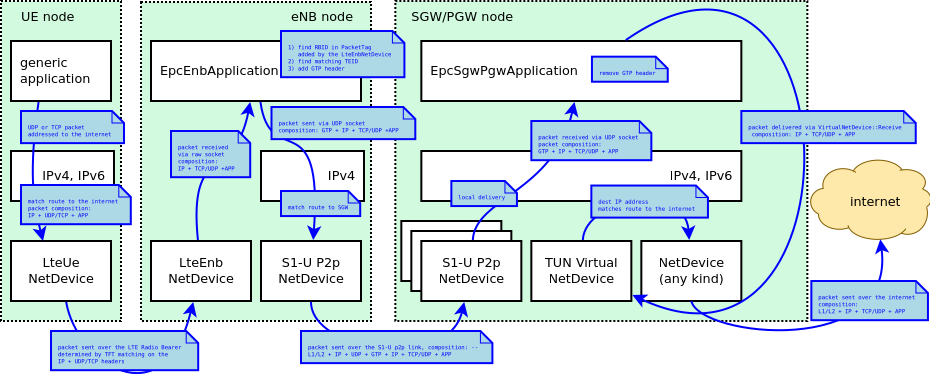 UE node
eNB node
SGW/PGW node
generic
application
EpcEnbApplication
1) find RBID in PacketTag
added by the LteEnbNetDevice
2) find matching TEID
3) add GTP header
EpcSgwPgwApplication
remove GTP header
UDP or TCP packet
addressed to the internet
packet sent via UDP socket
composition: GTP + IP + TCP/UDP +APP
packet received
via raw socket
composition:
IP + TCP/UDP +APP
packet received via UDP socket
packet composition:
GTP + IP + TCP/UDP + APP
packet delivered via VirtualNetDevice::Receive
composition: IP + TCP/UDP + APP
IPv4, IPv6
IPv4
IPv4, IPv6
match route to the internet
packet composition:
IP + UDP/TCP + APP
match route to SGW
local delivery
dest IP address
matches route to the internet
internet
LteUe
NetDevice
LteEnb
NetDevice
S1-U P2p
NetDevice
S1-U P2p
NetDevice
TUN Virtual
NetDevice
NetDevice
(any kind)
packet sent over the internet
composition:
L1/L2 + IP + TCP/UDP + APP
packet sent over the LTE Radio Bearer
determined by TFT matching on the
IP + UDP/TCP headers
packet sent over the S1-U p2p link, composition: --
L1/L2 + IP + UDP + GTP + IP + TCP/UDP + APP